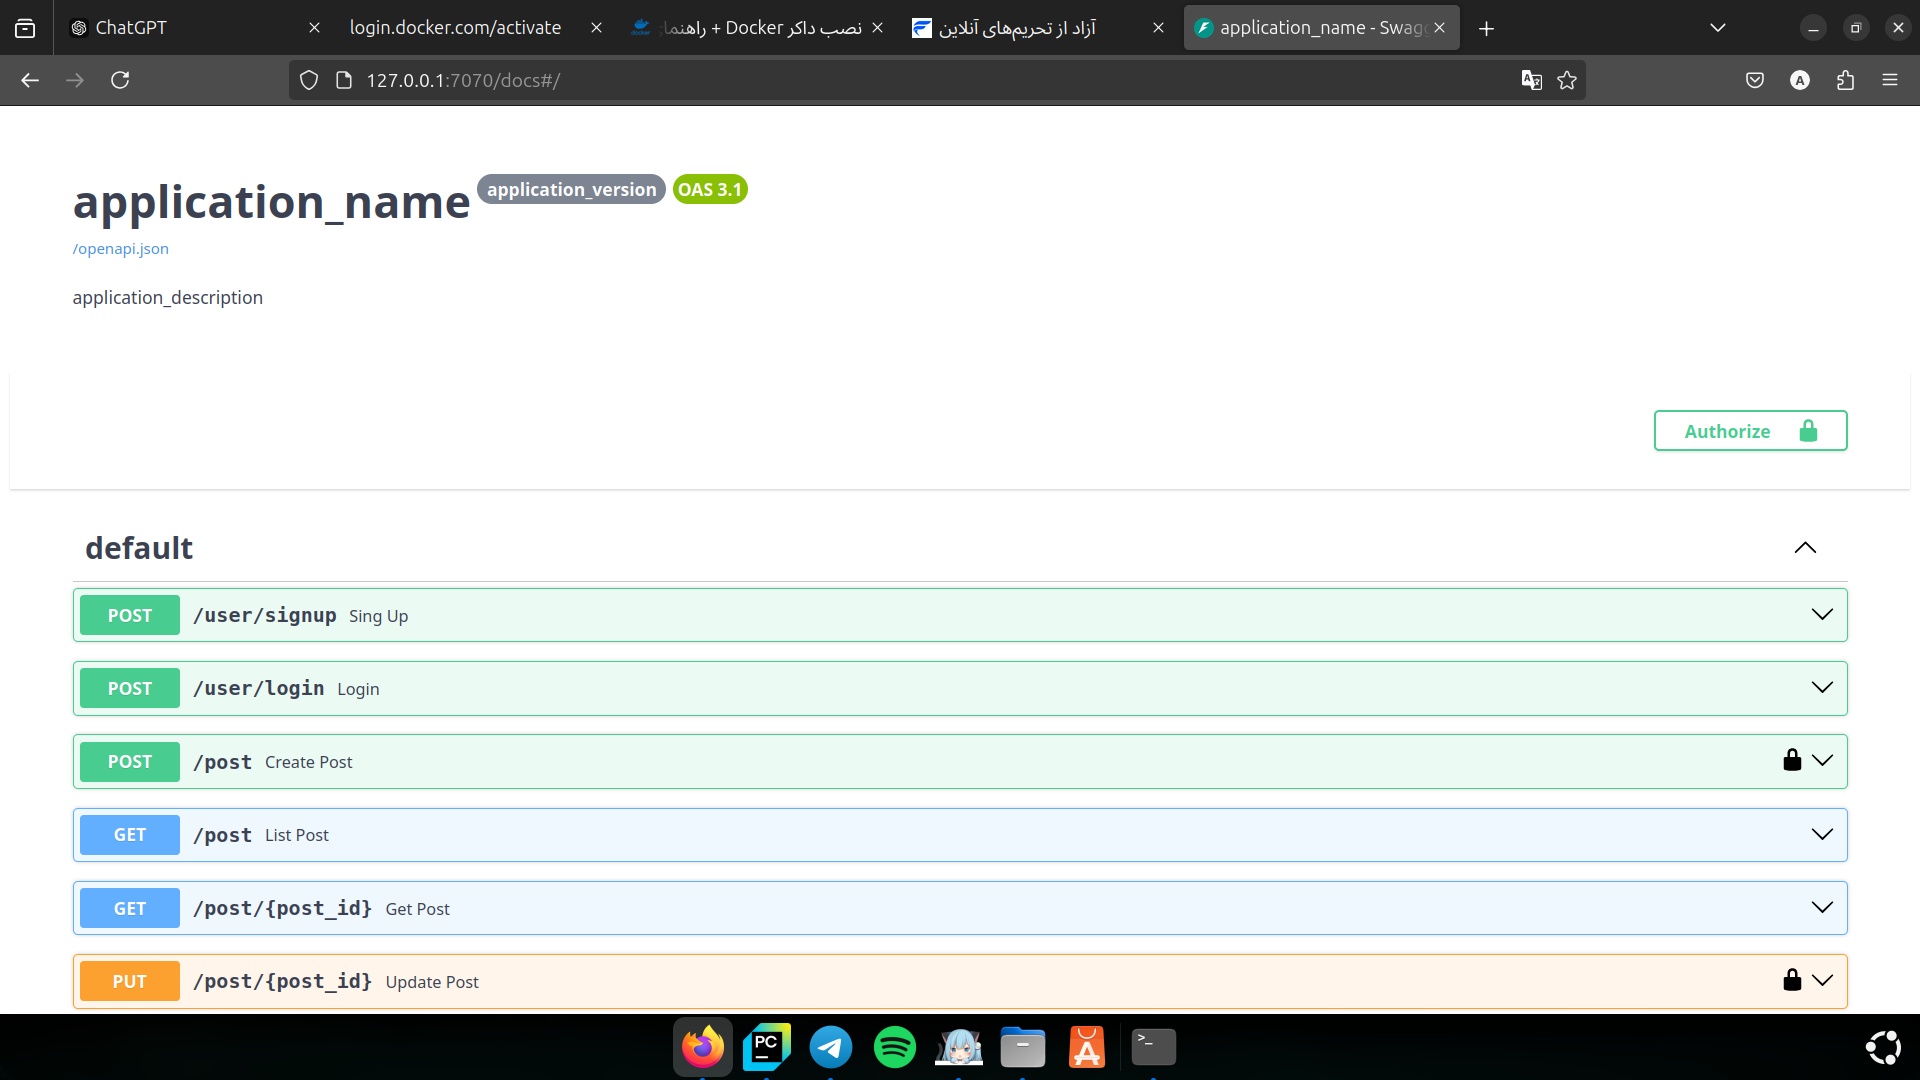 ChatGPT
login.docker.com/activate
نصب داکر Docker + راهنمای
آزاد از تحریم‌های آنلاین
application_name - Swag
127.0.0.1:7070/docs#/
A
application_name
application_version
OAS 3.1
/openapi.json
application_description
Authorize
default
POST /user/signup Sing Up
POST /user/login Login
POST /post Create Post
GET /post List Post
GET /post/{post_id} Get Post
PUT /post/{post_id} Update Post
PC
>_